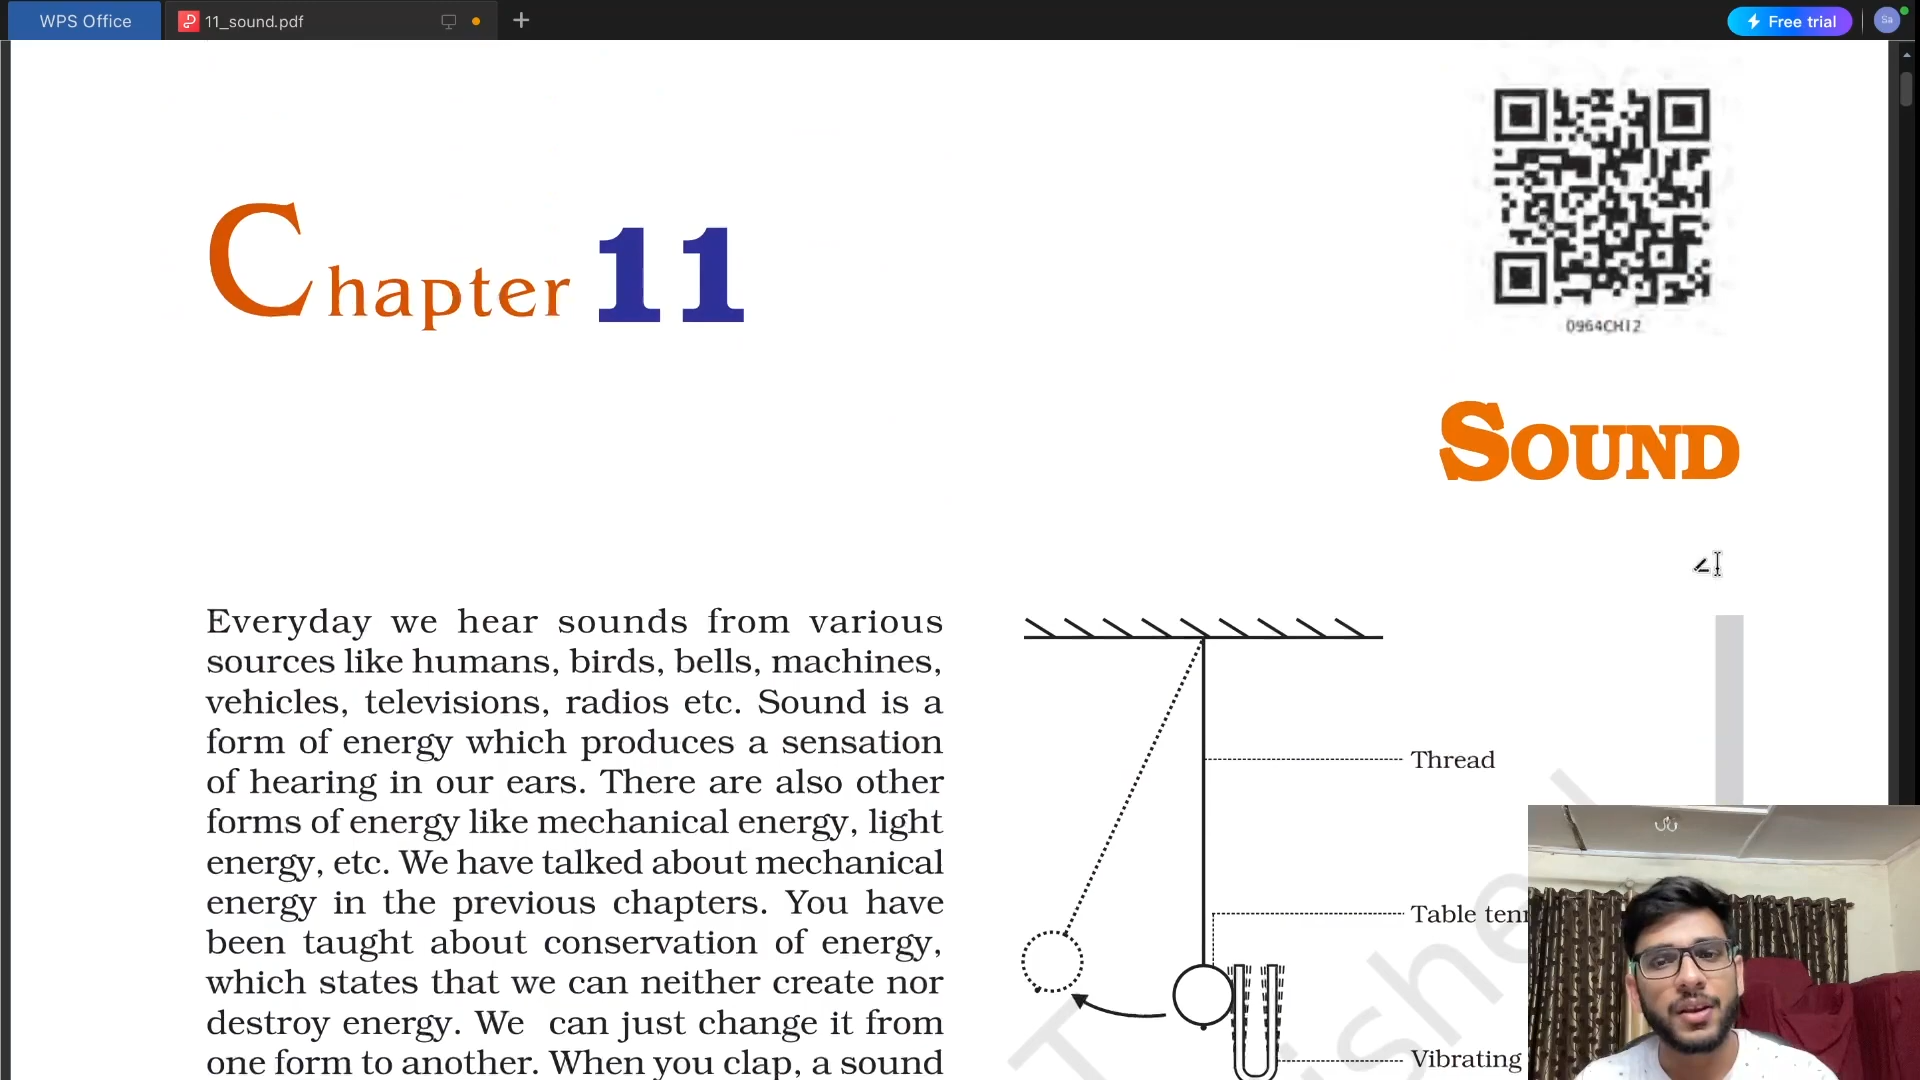 WPS Office
11_sound.pdf
Free trial
Sa
0964CH12
Chapter 11
SOUND
Everyday we hear sounds from various
sources like humans, birds, bells, machines,
vehicles, televisions, radios etc. Sound is a
form of energy which produces a sensation
of hearing in our ears. There are also other
forms of energy like mechanical energy, light
energy, etc. We have talked about mechanical
energy in the previous chapters. You have
been taught about conservation of energy,
which states that we can neither create nor
destroy energy. We can just change it from
one form to another. When you clap, a sound
Thread
Table
Vibrating